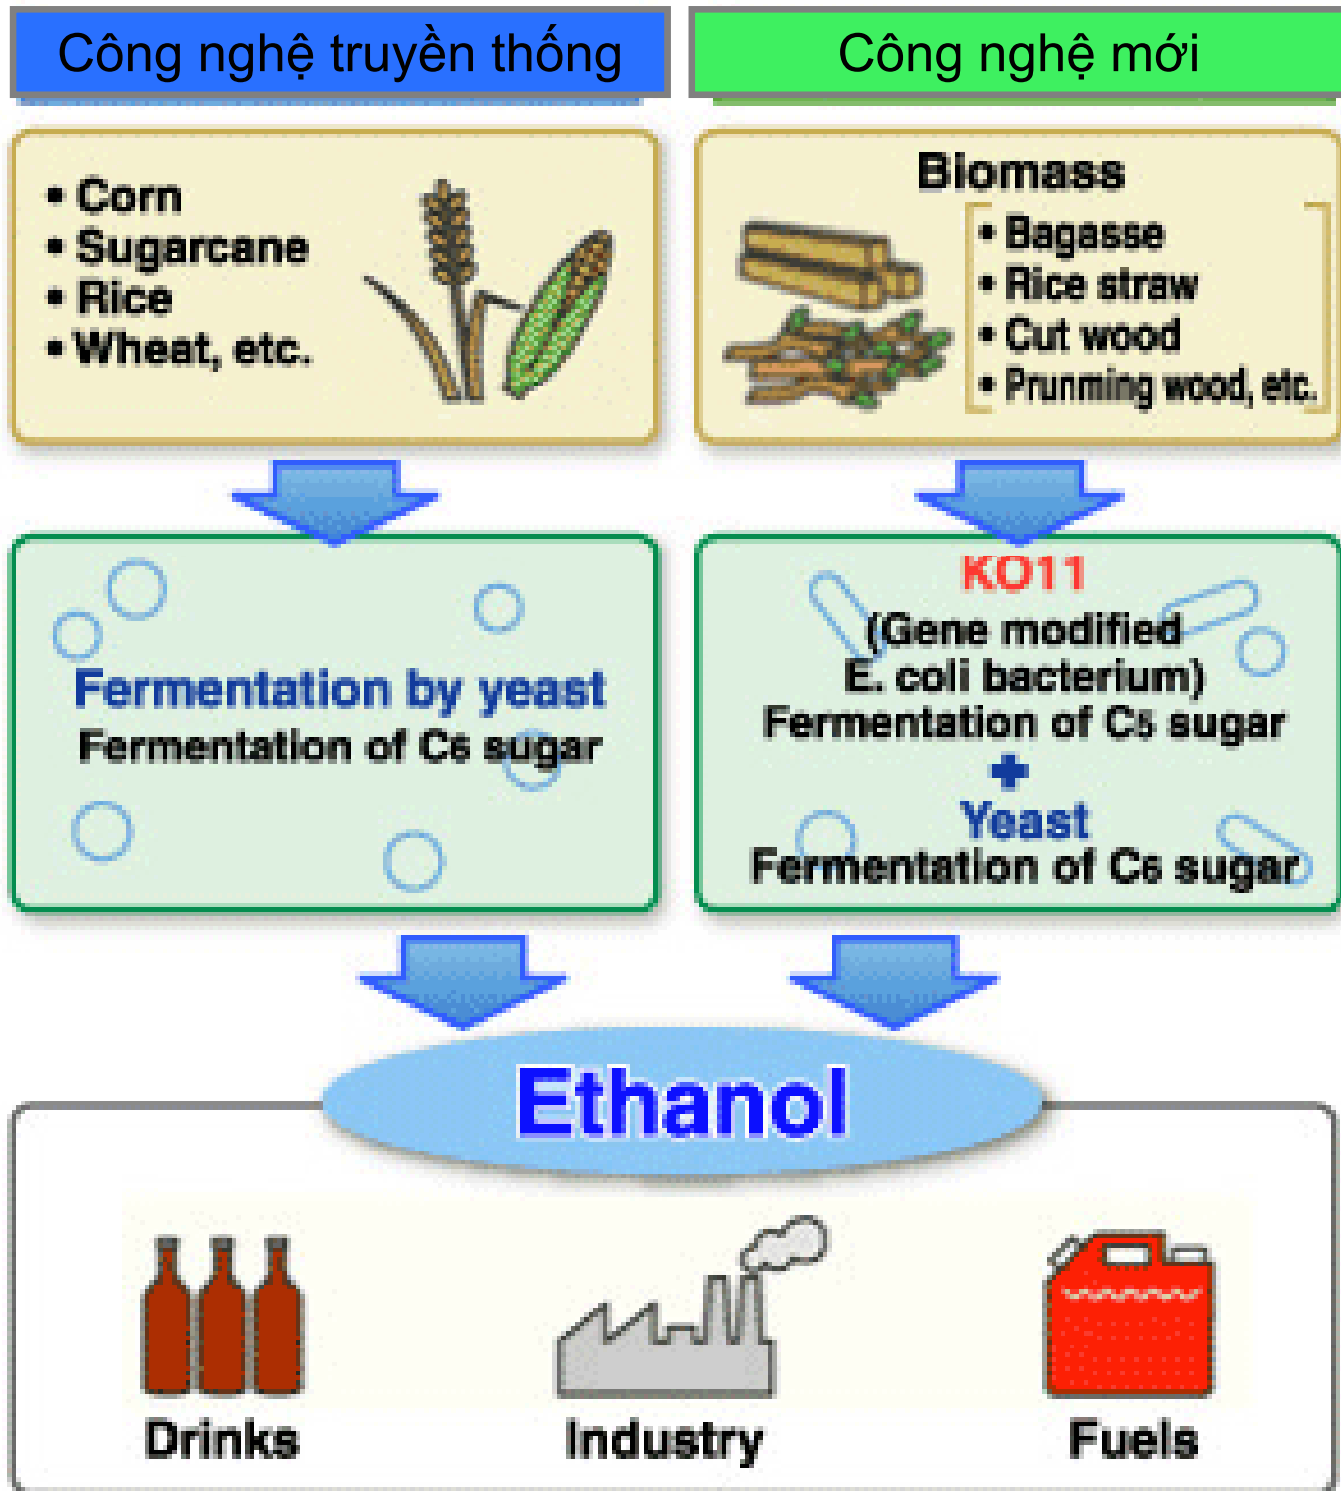 Công nghệ truyền thống
Công nghệ mới
• Corn
• Sugarcane
• Rice
• Wheat, etc.
Biomass
• Bagasse
• Rice straw
• Cut wood
• Prunming wood, etc.
Fermentation by yeast
Fermentation of C6 sugar
KO11
(Gene modified
E. coli bacterium)
Fermentation of C5 sugar
+
Yeast
Fermentation of C6 sugar
Ethanol
Drinks
Industry
Fuels